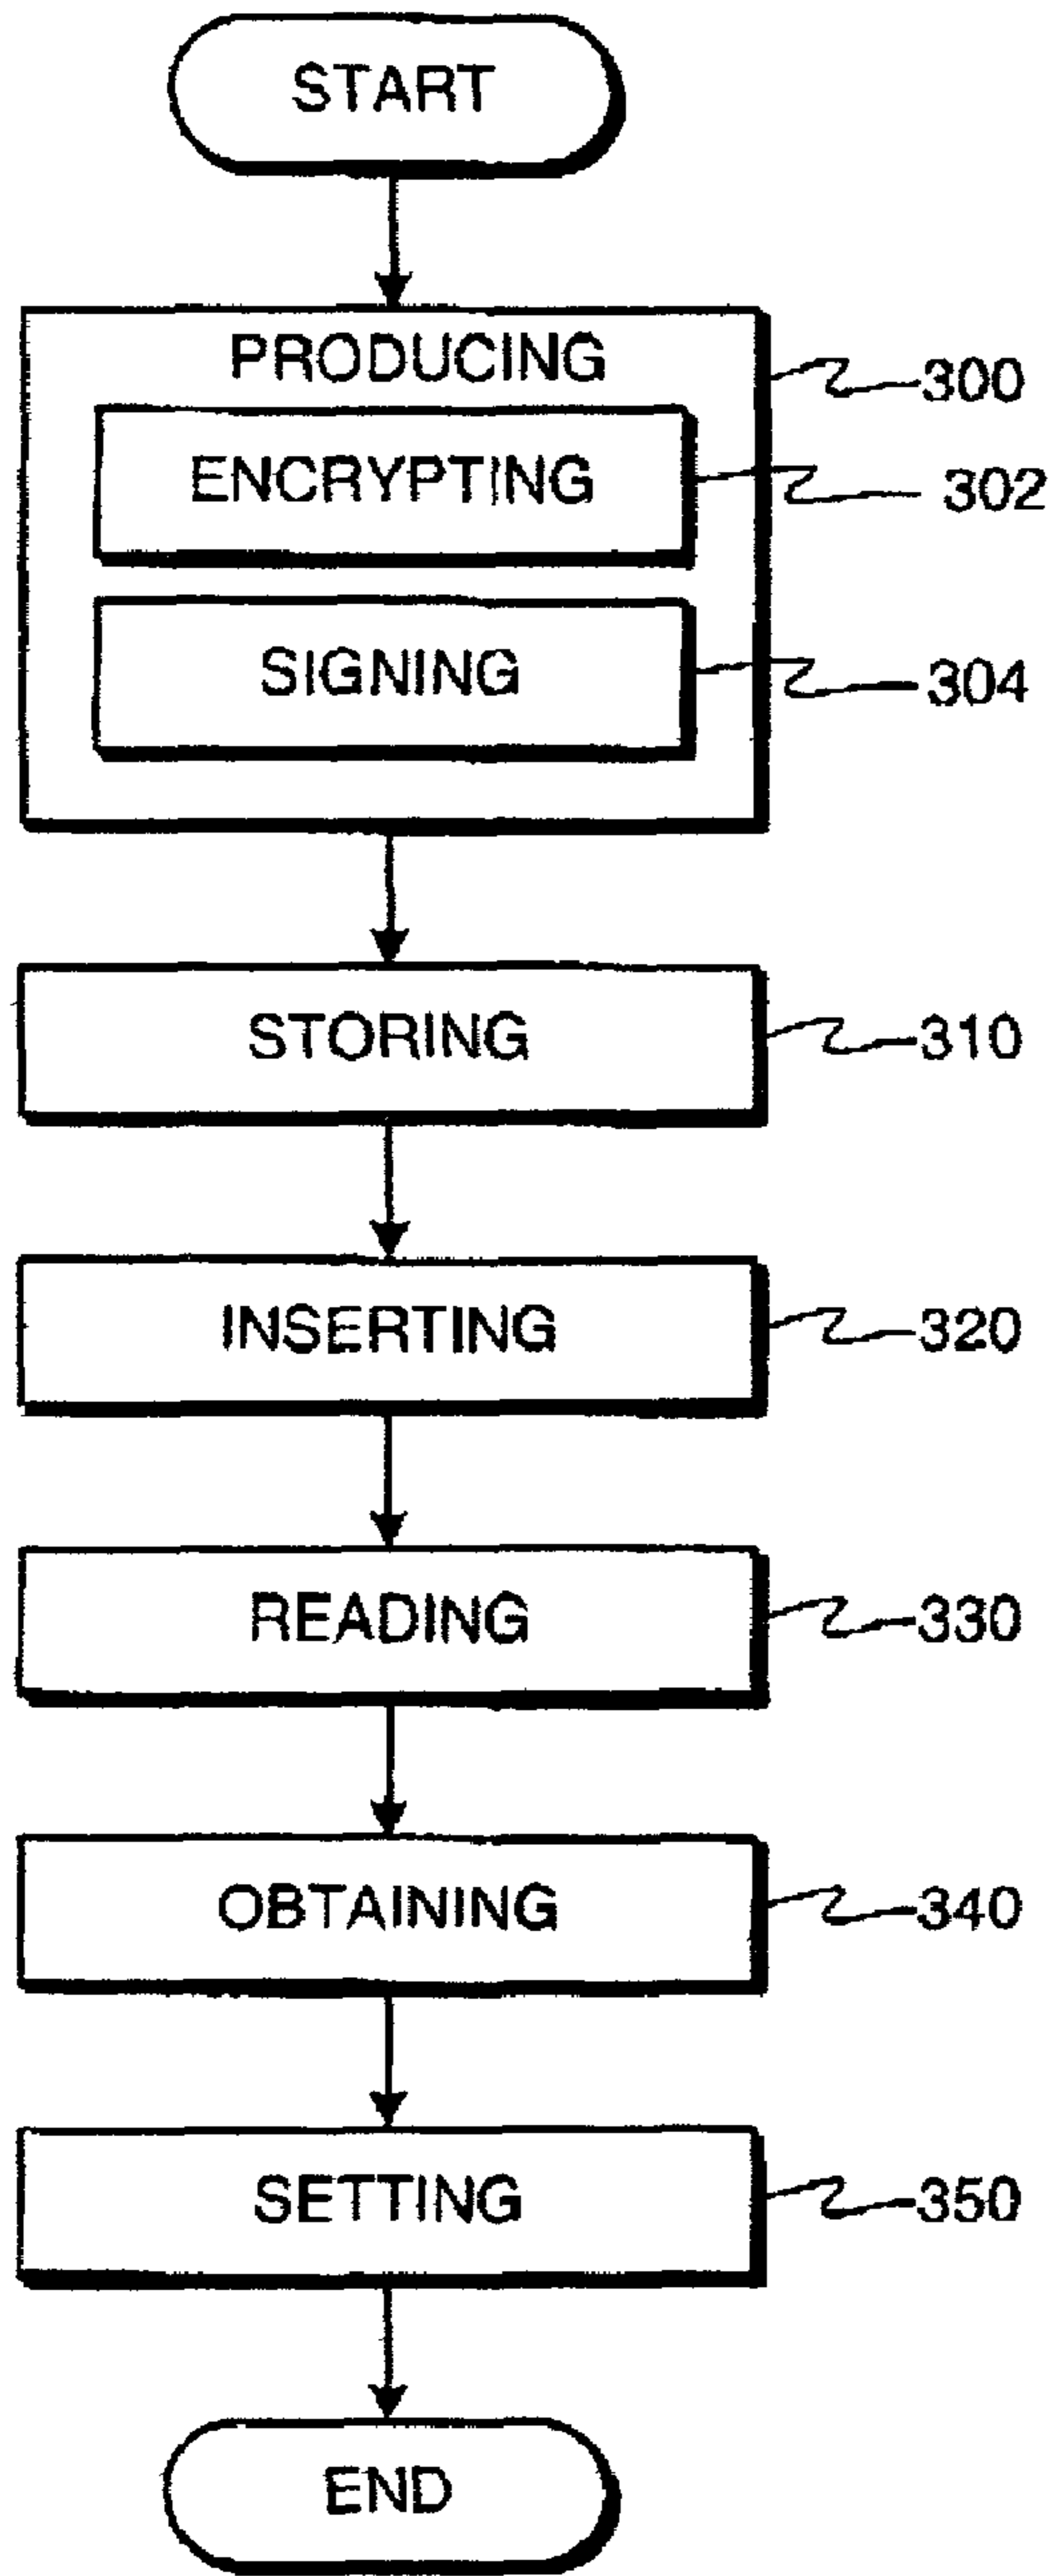 START
PRODUCING
300
ENCRYPTING
302
SIGNING
304
STORING
310
INSERTING
320
READING
330
OBTAINING
340
SETTING
350
END